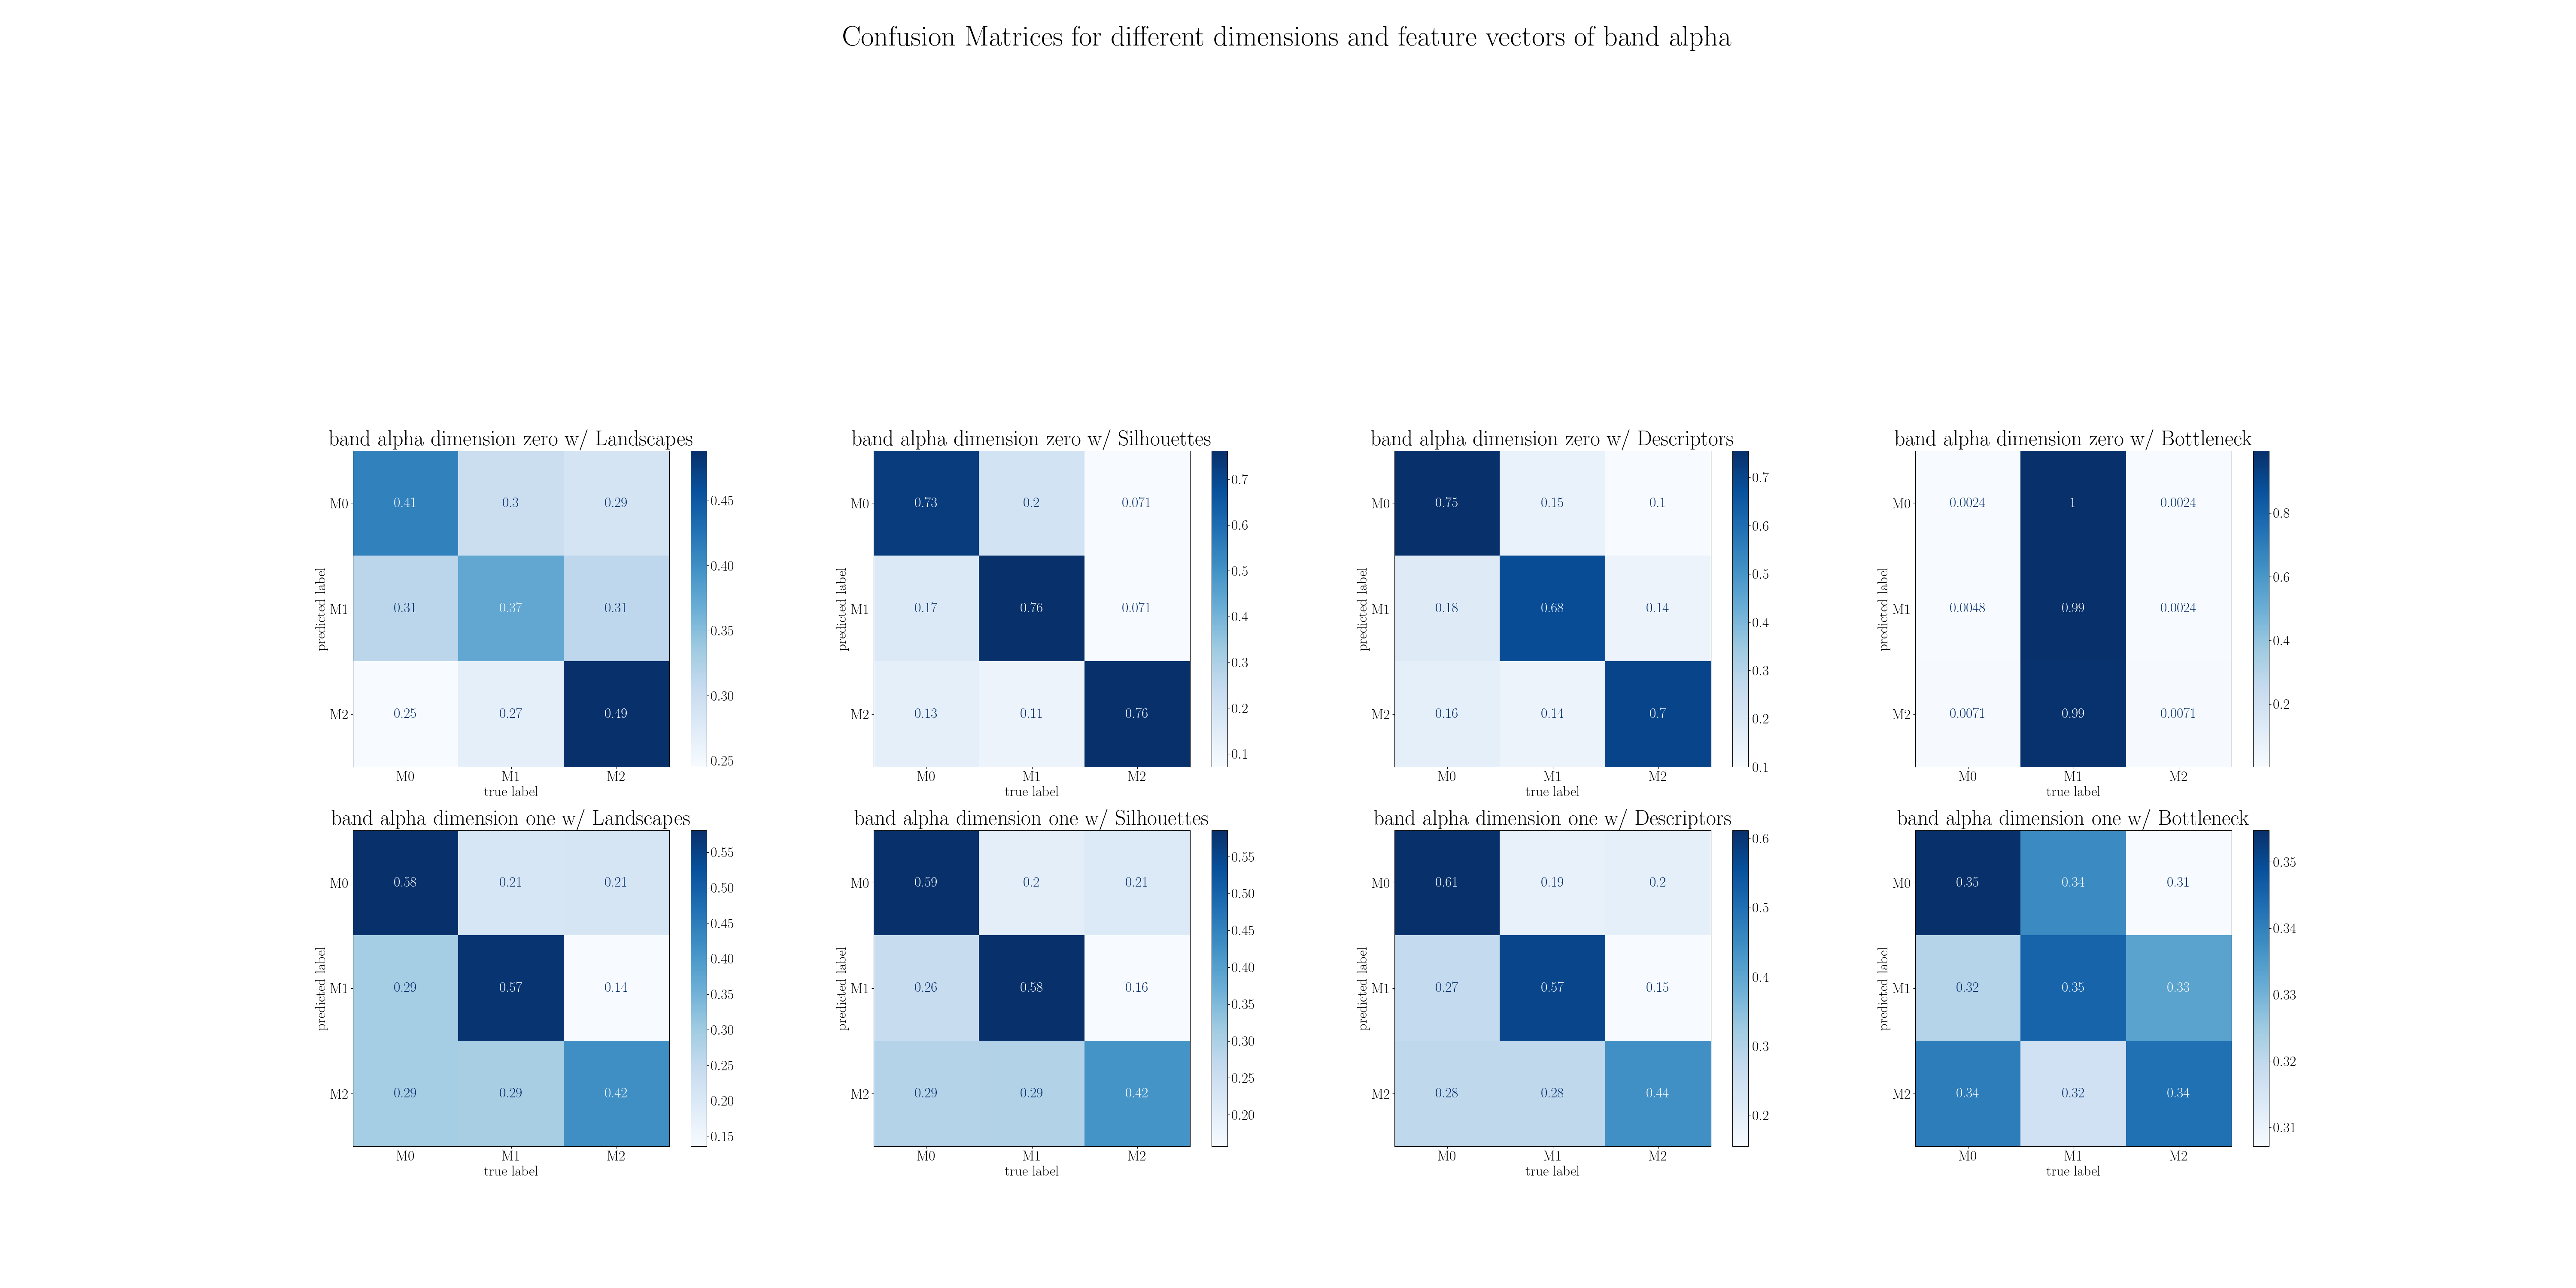 Confusion Matrices for different dimensions and feature vectors of band alpha
band alpha dimension zero w/ Landscapes
predicted label
M0 0.41 0.3 0.29
M1 0.31 0.37 0.31
M2 0.25 0.27 0.49
M0 M1 M2
true label
0.45
0.40
0.35
0.30
0.25
band alpha dimension zero w/ Silhouettes
predicted label
M0 0.73 0.2 0.071
M1 0.17 0.76 0.071
M2 0.13 0.11 0.76
M0 M1 M2
true label
0.7
0.6
0.5
0.4
0.3
0.2
0.1
band alpha dimension zero w/ Descriptors
predicted label
M0 0.75 0.15 0.1
M1 0.18 0.68 0.14
M2 0.16 0.14 0.7
M0 M1 M2
true label
0.7
0.6
0.5
0.4
0.3
0.2
0.1
band alpha dimension zero w/ Bottleneck
predicted label
M0 0.0024 1 0.0024
M1 0.0048 0.99 0.0024
M2 0.0071 0.99 0.0071
M0 M1 M2
true label
0.8
0.6
0.4
0.2
band alpha dimension one w/ Landscapes
predicted label
M0 0.58 0.21 0.21
M1 0.29 0.57 0.14
M2 0.29 0.29 0.42
M0 M1 M2
true label
0.55
0.50
0.45
0.40
0.35
0.30
0.25
0.20
0.15
band alpha dimension one w/ Silhouettes
predicted label
M0 0.59 0.2 0.21
M1 0.26 0.58 0.16
M2 0.29 0.29 0.42
M0 M1 M2
true label
0.55
0.50
0.45
0.40
0.35
0.30
0.25
0.20
band alpha dimension one w/ Descriptors
predicted label
M0 0.61 0.19 0.2
M1 0.27 0.57 0.15
M2 0.28 0.28 0.44
M0 M1 M2
true label
0.6
0.5
0.4
0.3
0.2
band alpha dimension one w/ Bottleneck
predicted label
M0 0.35 0.34 0.31
M1 0.32 0.35 0.33
M2 0.34 0.32 0.34
M0 M1 M2
true label
0.35
0.34
0.33
0.32
0.31